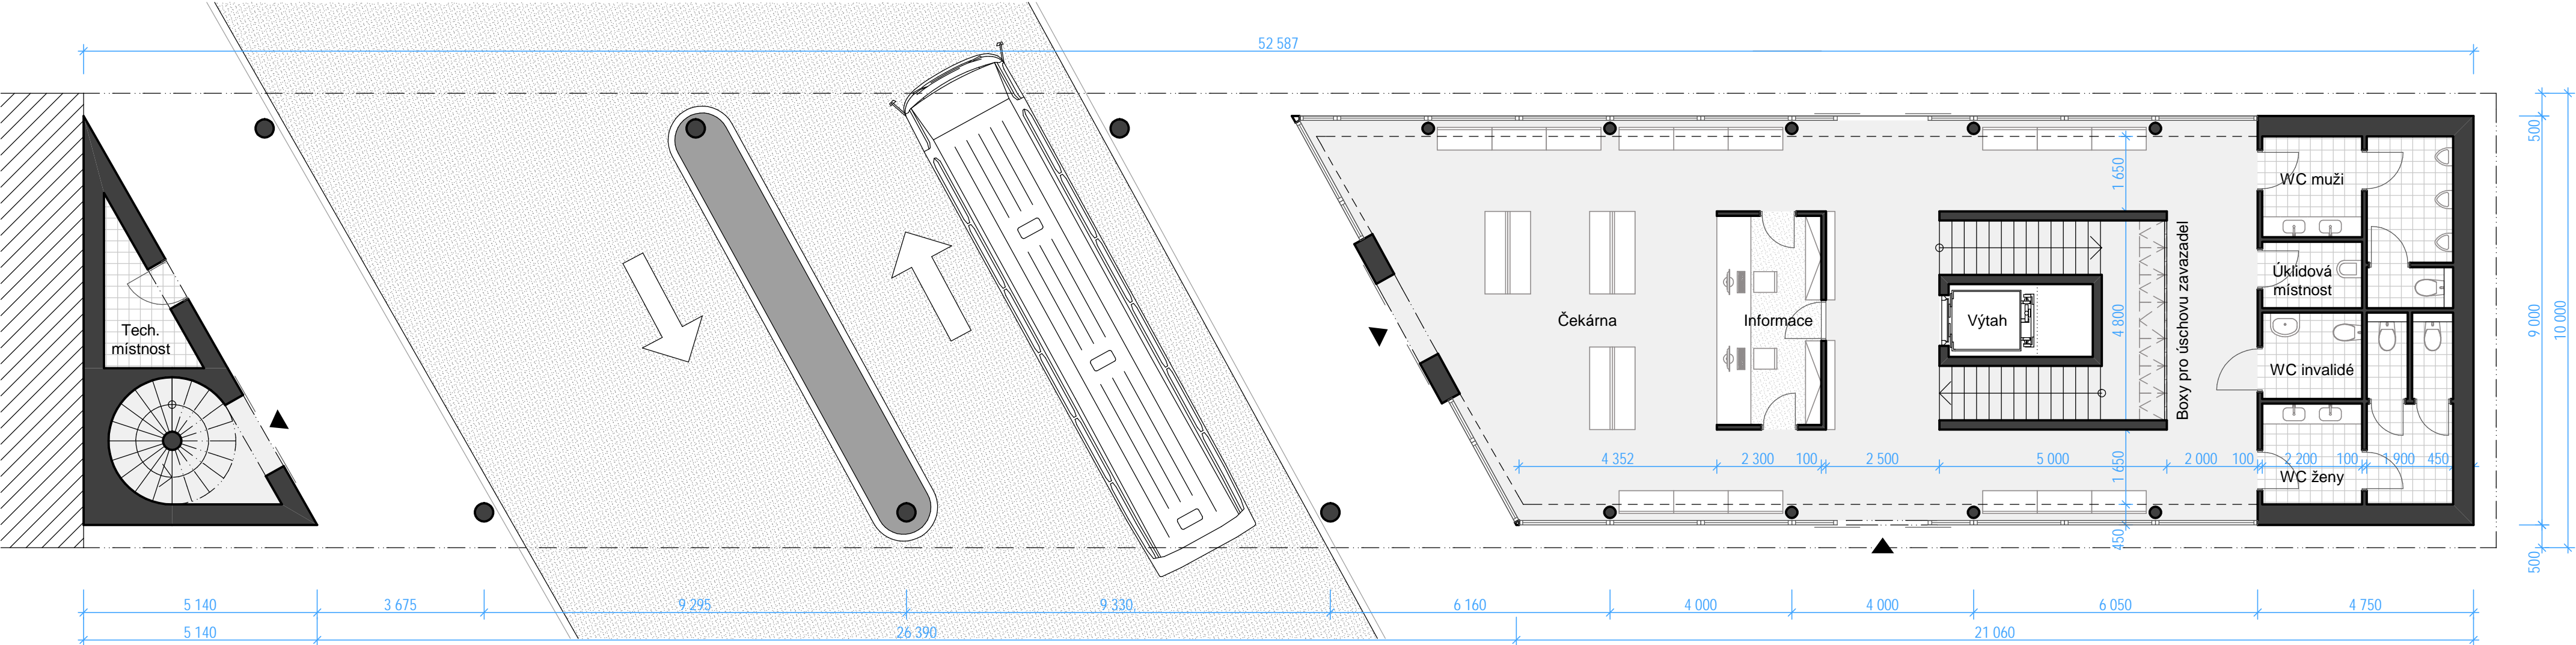 52 587
500
9 000
10 000
500
1 650
4 800
1 650
450
WC muži
Úklidová
místnost
WC invalidé
WC ženy
Boxy pro úschovu zavazadel
Výtah
Informace
Čekárna
Tech.
místnost
4 352
2 300
100
2 500
5 000
2 000
100
2 200
100
1 900
450
5 140
3 675
9 295
9 330
6 160
4 000
4 000
6 050
4 750
5 140
26 390
21 060